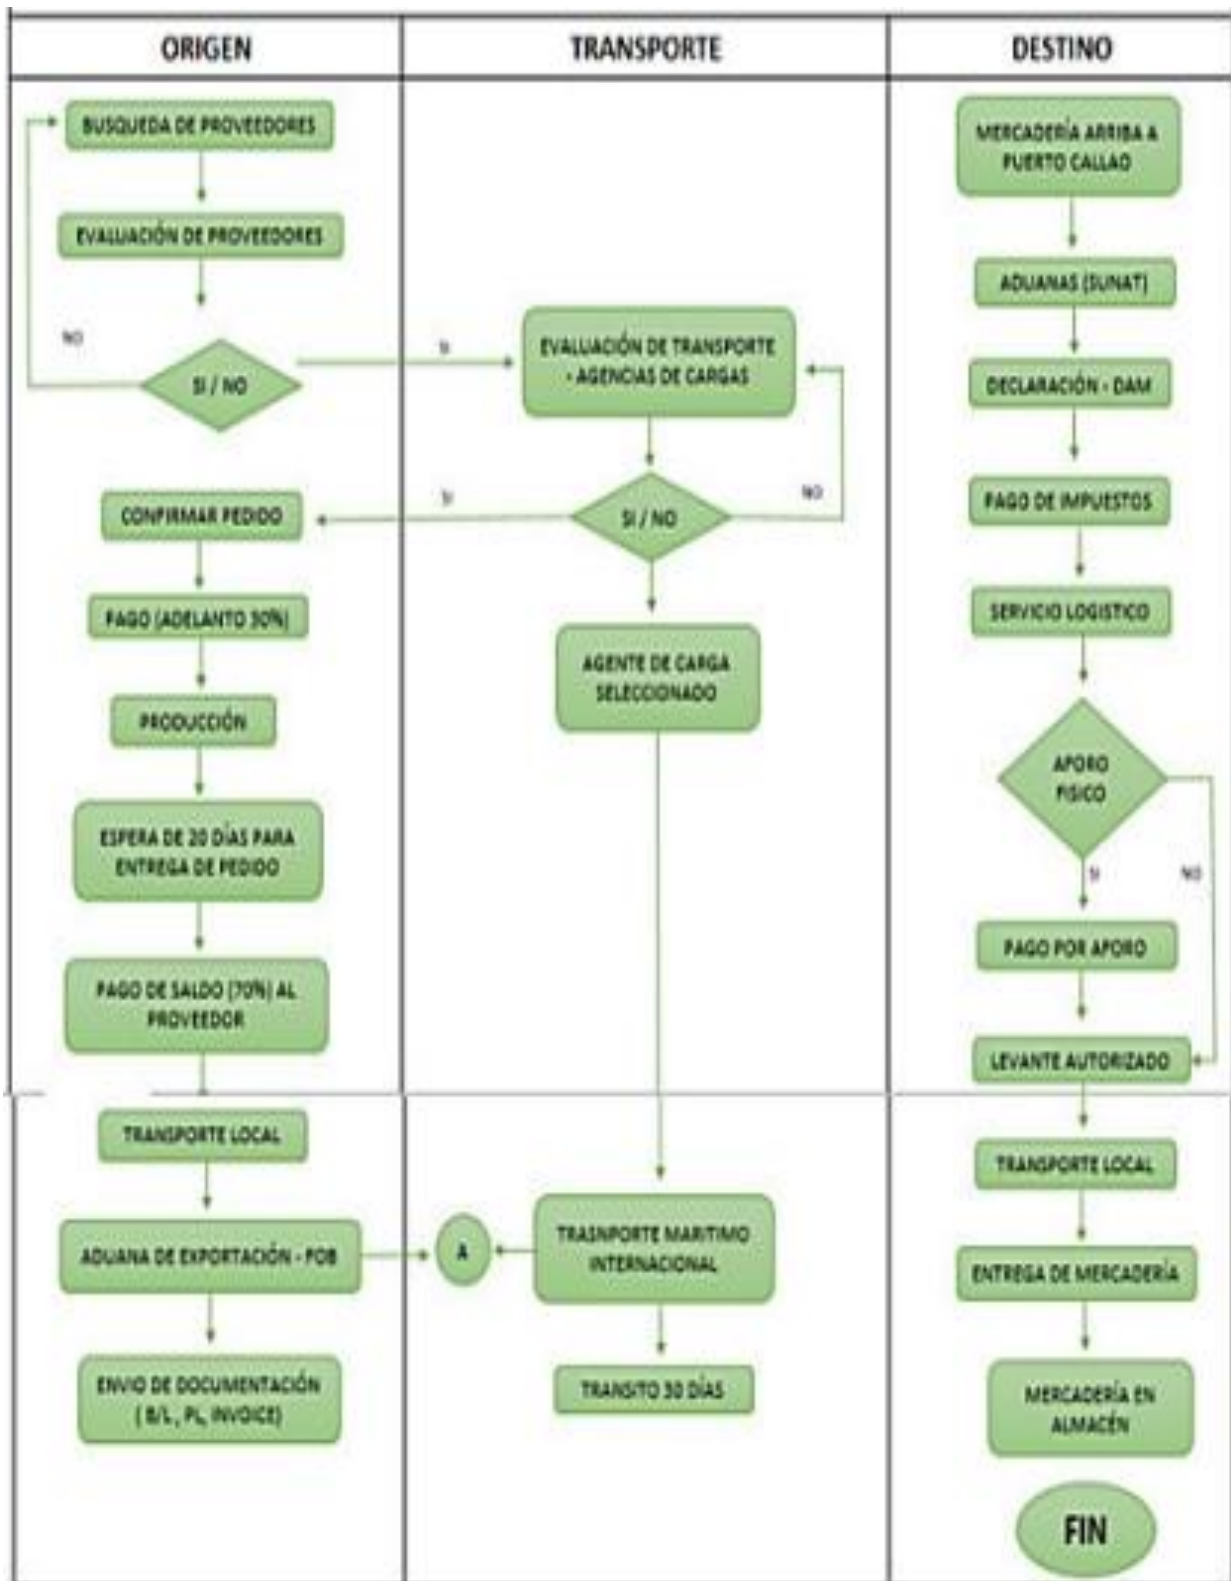 ORIGEN
TRANSPORTE
DESTINO
BUSQUEDA DE PROVEEDORES
EVALUACIÓN DE PROVEEDORES
NO
SI / NO
SI
CONFIRMAR PEDIDO
PAGO (ADELANTO 30%)
PRODUCCIÓN
ESPERA DE 20 DÍAS PARA
ENTREGA DE PEDIDO
PAGO DE SALDO (70%) AL
PROVEEDOR
TRANSPORTE LOCAL
ADUANA DE EXPORTACIÓN - FOB
ENVIO DE DOCUMENTACIÓN
( B/L , PL, INVOICE)
EVALUACIÓN DE TRANSPORTE
- AGENCIAS DE CARGAS
SI
SI / NO
NO
AGENTE DE CARGA
SELECCIONADO
A
TRASNPORTE MARITIMO
INTERNACIONAL
TRANSITO 30 DÍAS
MERCADERÍA ARRIBA A
PUERTO CALLAO
ADUANAS (SUNAT)
DECLARACIÓN - DAM
PAGO DE IMPUESTOS
SERVICIO LOGISTICO
APORO
FISICO
SI
NO
PAGO POR APORO
LEVANTE AUTORIZADO
TRANSPORTE LOCAL
ENTREGA DE MERCADERÍA
MERCADERÍA EN
ALMACÉN
FIN